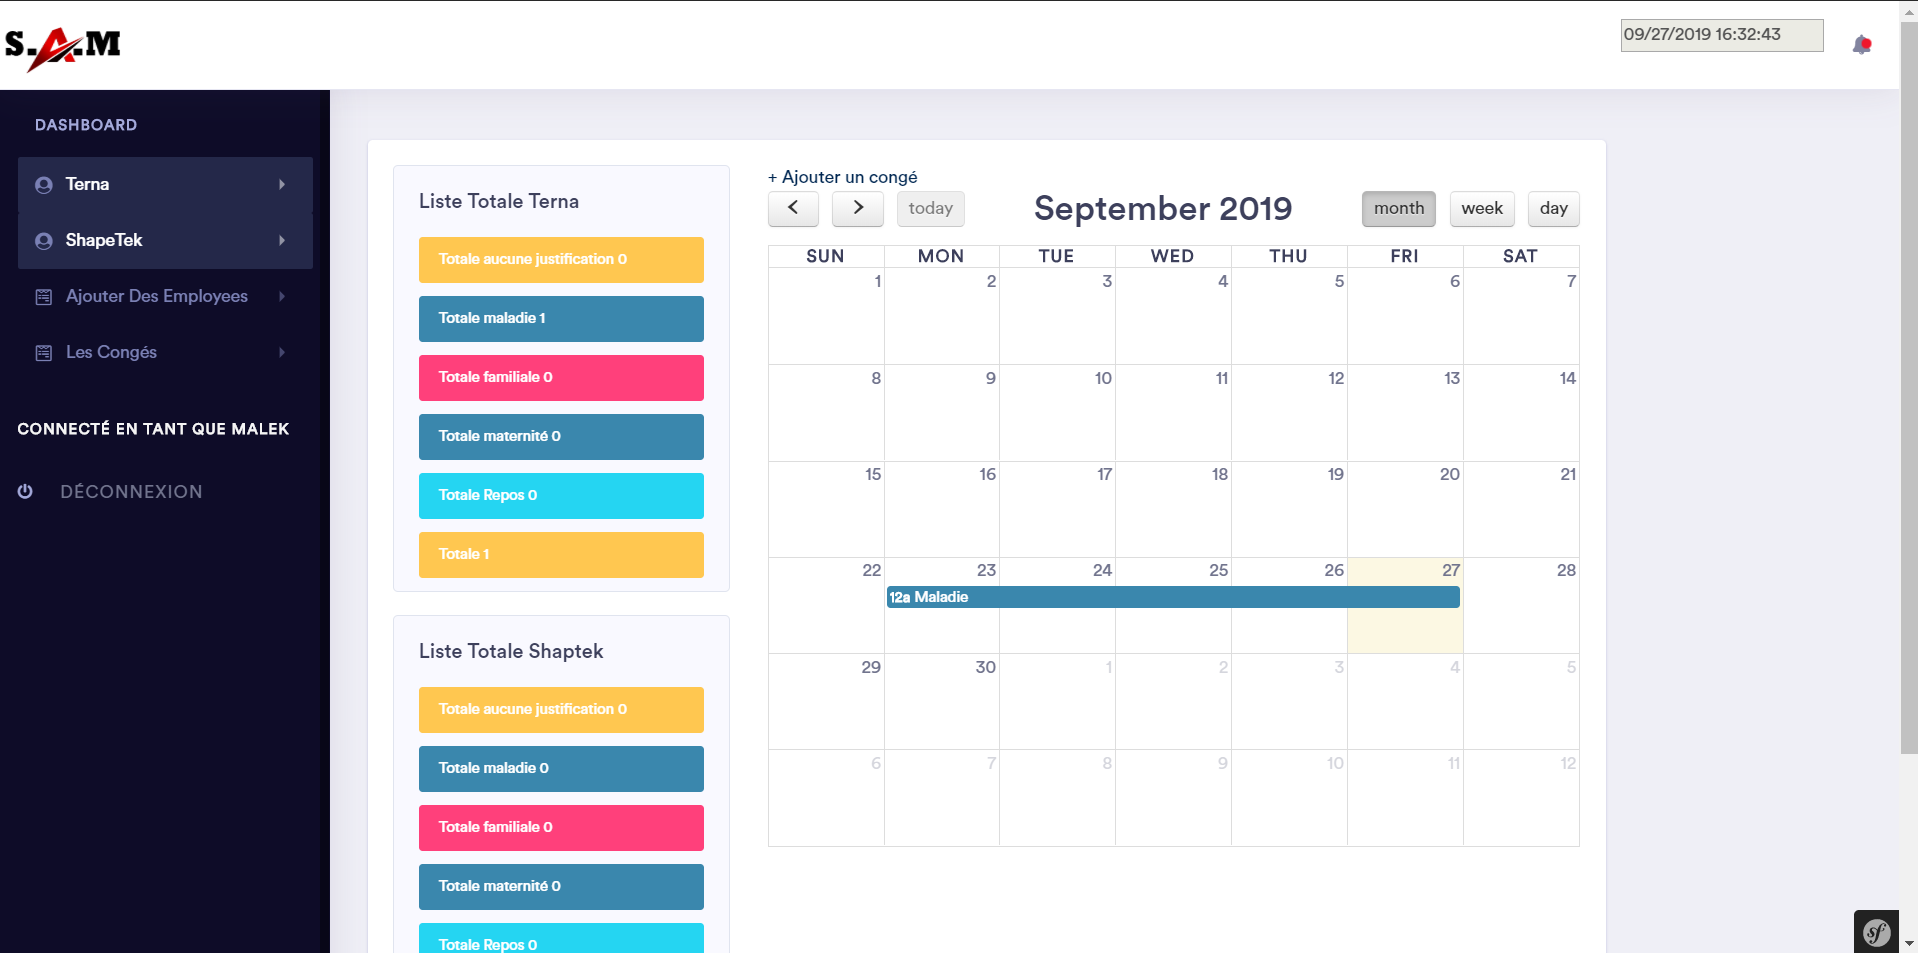 S.A.M
09/27/2019 16:32:43
DASHBOARD
Terna
ShapeTek
Ajouter Des Employees
Les Congés
CONNECTÉ EN TANT QUE MALEK
DÉCONNEXION
Liste Totale Terna
Totale aucune justification 0
Totale maladie 1
Totale familiale 0
Totale maternité 0
Totale Repos 0
Totale 1
Liste Totale Shaptek
Totale aucune justification 0
Totale maladie 0
Totale familiale 0
Totale maternité 0
Totale Repos 0
+ Ajouter un congé
today
September 2019
month week day
SUN MON TUE WED THU FRI SAT
1 2 3 4 5 6 7
8 9 10 11 12 13 14
15 16 17 18 19 20 21
22 23 24 25 26 27 28
12a Maladie
29 30 1 2 3 4 5
6 7 8 9 10 11 12
sf